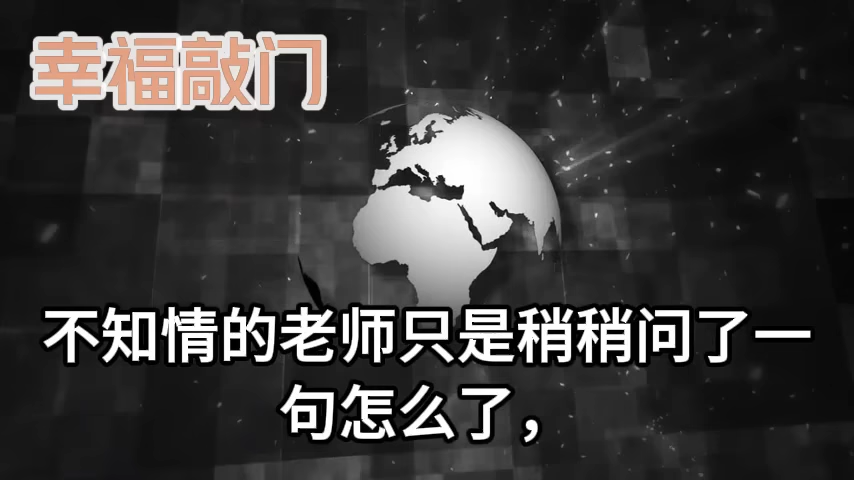 幸福敲门
不知情的老师只是稍稍问了一
句怎么了，